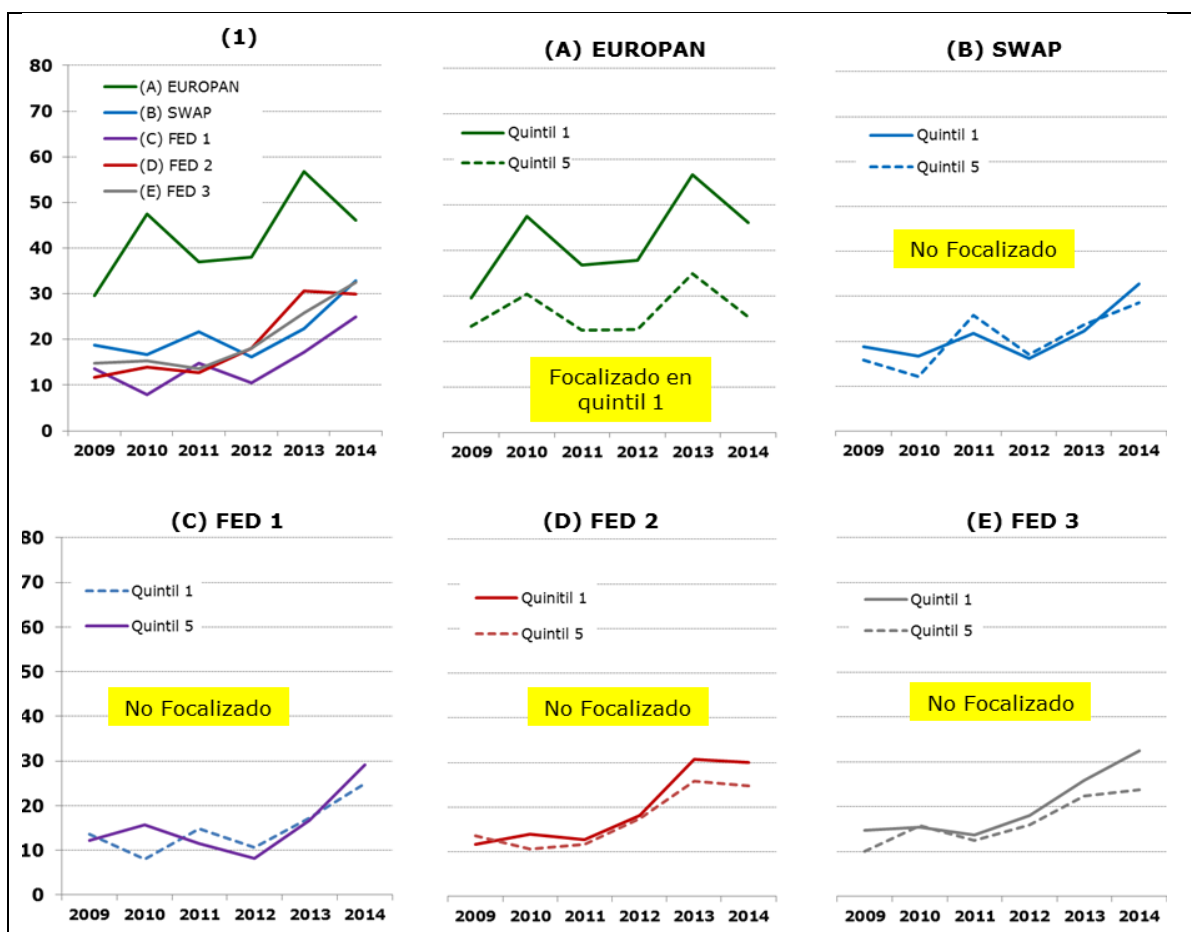 (1)
80
70
60
50
40
30
20
10
0
(A) EUROPAN
(B) SWAP
(C) FED 1
(D) FED 2
(E) FED 3
2009 2010 2011 2012 2013 2014
(A) EUROPAN
Quintil 1
Quintil 5
Focalizado en
quintil 1
2009 2010 2011 2012 2013 2014
(B) SWAP
Quintil 1
Quintil 5
No Focalizado
2009 2010 2011 2012 2013 2014
(C) FED 1
80
70
60
50
40
30
20
10
0
Quintil 1
Quintil 5
No Focalizado
2009 2010 2011 2012 2013 2014
(D) FED 2
Quinitil 1
Quintil 5
No Focalizado
2009 2010 2011 2012 2013 2014
(E) FED 3
Quintil 1
Quintil 5
No Focalizado
2009 2010 2011 2012 2013 2014